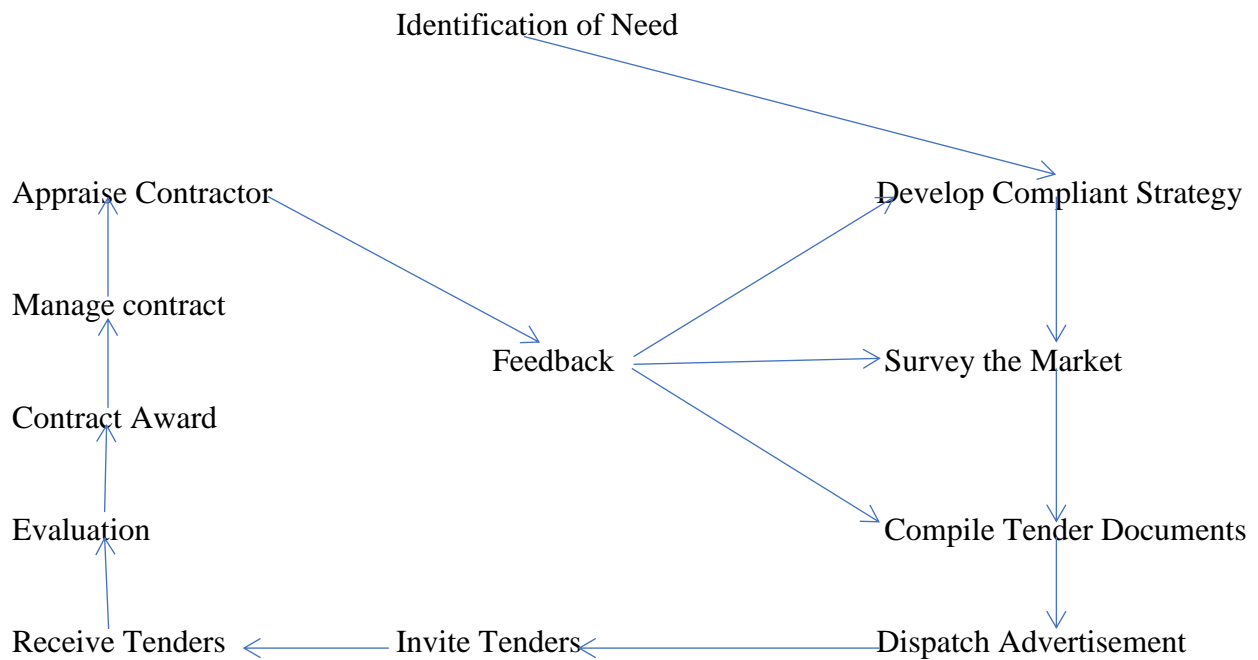 Identification of Need
Appraise Contractor
Develop Compliant Strategy
Manage contract
Feedback
Survey the Market
Contract Award
Evaluation
Compile Tender Documents
Receive Tenders
Invite Tenders
Dispatch Advertisement